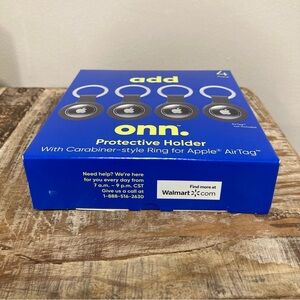 add
4
onn.
Protective Holder
With Carabiner-style Ring for Apple® AirTag™
Need help? We're here
for you every day from
7 a.m. – 9 p.m. CST
Give us a call at
1-888-516-2630
Find more at
Walmart.com